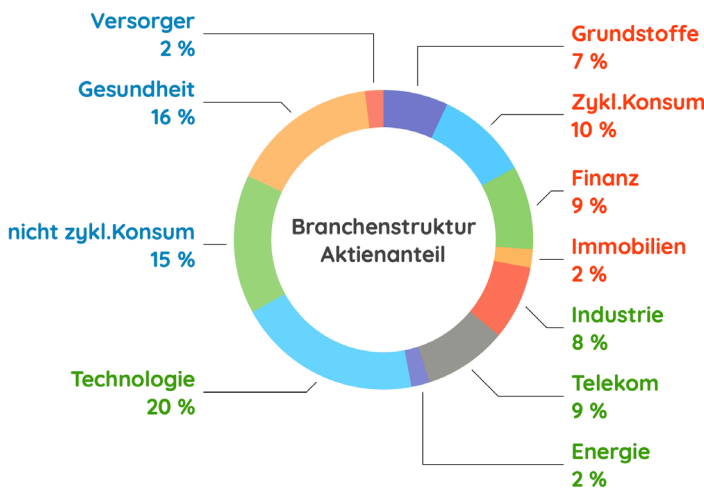 Versorger
2 %
Gesundheit
16 %
nicht zykl.Konsum
15 %
Technologie
20 %
Branchenstruktur
Aktienanteil
Grundstoffe
7 %
Zykl.Konsum
10 %
Finanz
9 %
Immobilien
2 %
Industrie
8 %
Telekom
9 %
Energie
2 %